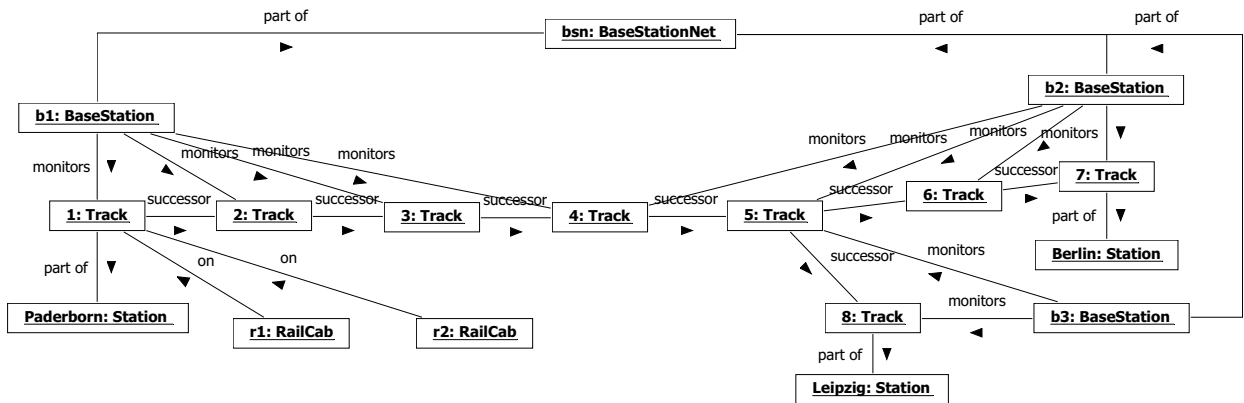 part of
part of
part of
bsn: BaseStationNet
b2: BaseStation
b1: BaseStation
monitors
monitors
monitors
monitors
monitors
monitors
monitors
monitors
successor
7: Track
successor
6: Track
successor
successor
successor
successor
1: Track
2: Track
3: Track
4: Track
5: Track
part of
Berlin: Station
part of
on
on
successor
monitors
monitors
Paderborn: Station
r1: RailCab
r2: RailCab
8: Track
b3: BaseStation
part of
Leipzig: Station